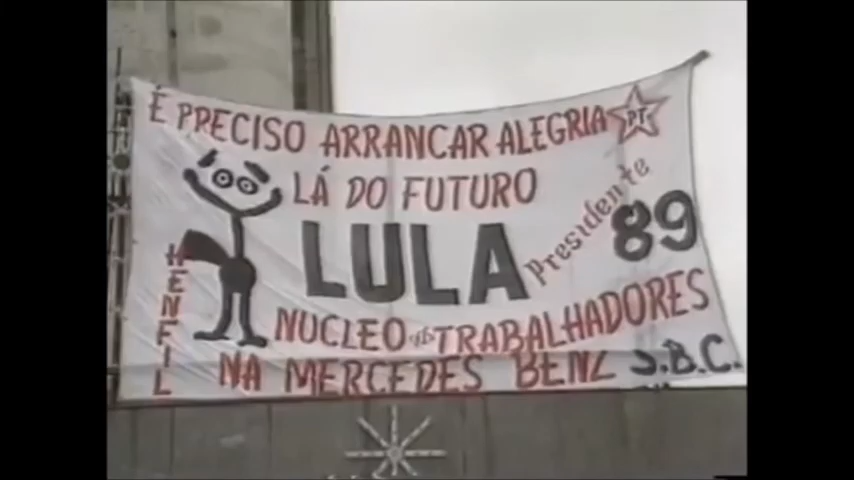 É PRECISO ARRANCAR ALEGRIA
PT
LÁ DO FUTURO
LULA
Presidente
89
HENFIL
NUCLEO DOS TRABALHADORES
NA MERCEDES BENZ S.B.C.